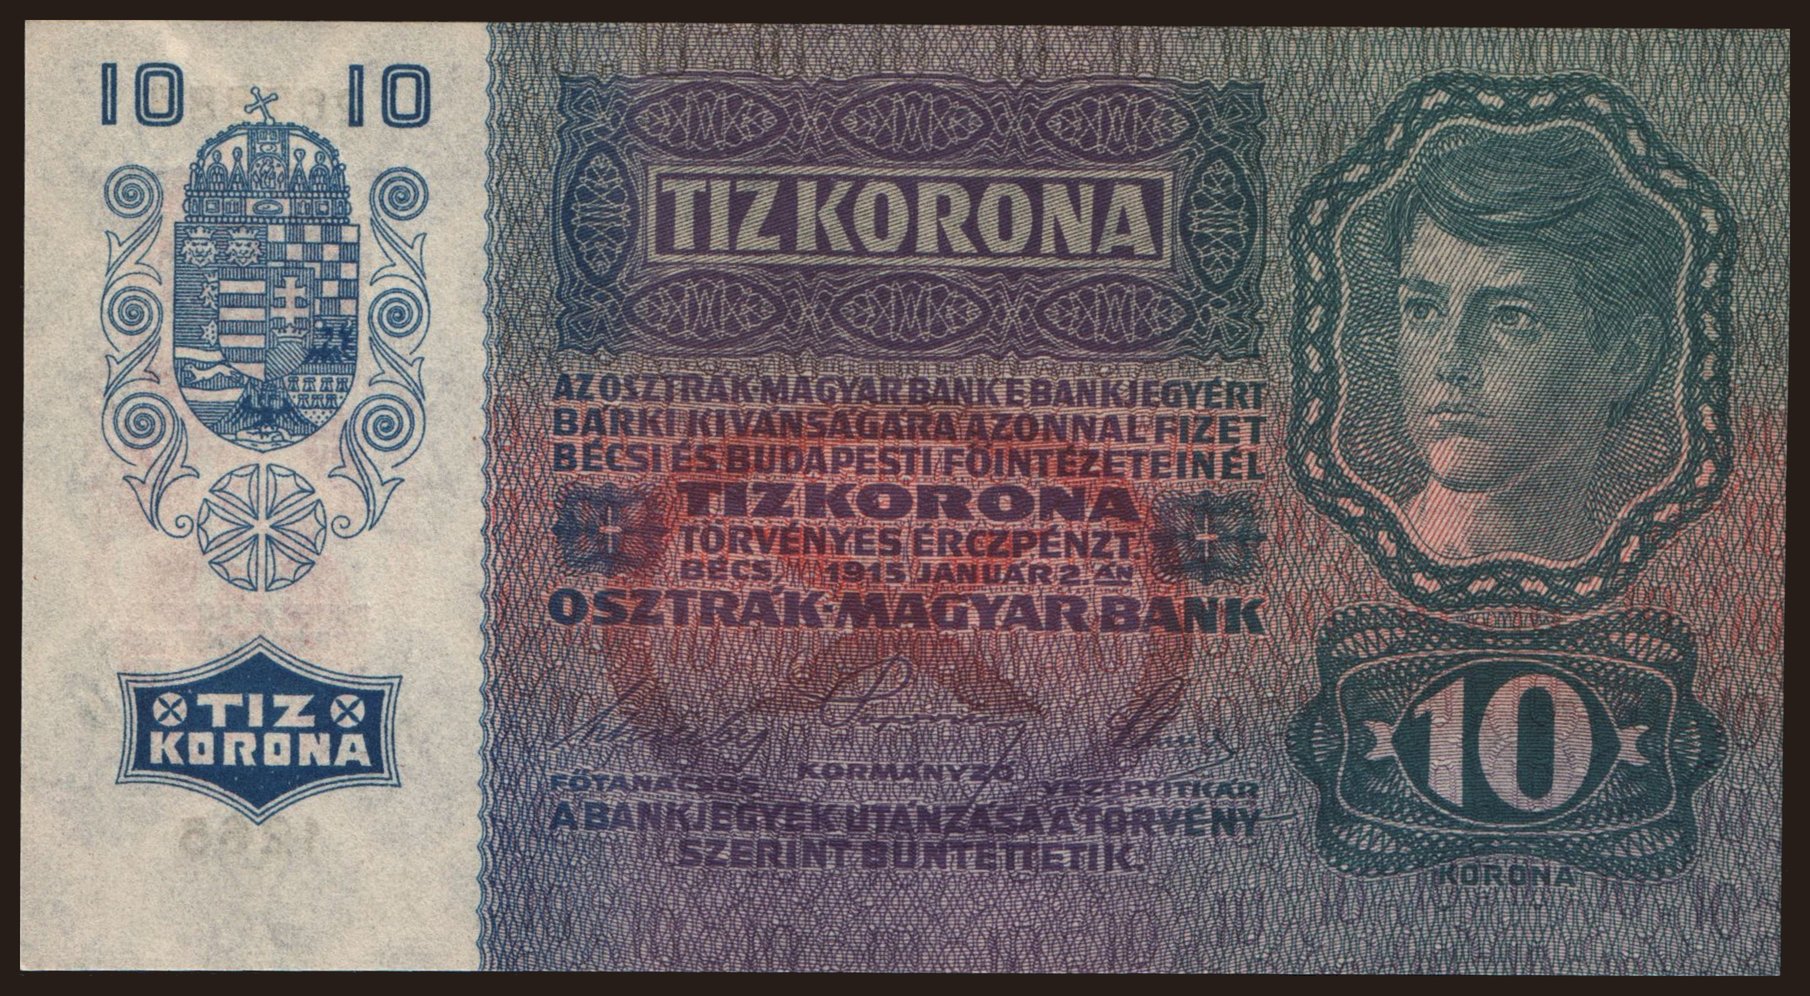 10 10
TIZ KORONA
AZ OSZTRÁK-MAGYAR BANK E BANKJEGYÉRT
BÁRKI KIVÁNSÁGÁRA AZONNAL FIZET
BÉCSI ÉS BUDAPESTI FŐINTÉZETEINÉL
TIZ KORONA
TÖRVÉNYES ÉRCZPÉNZT.
BÉCS, 1915 JANUÁR 2.ÁN
OSZTRÁK-MAGYAR BANK
FŐTANÁCSOS. KORMÁNYZÓ. VEZÉRTITKÁR
A BANKJEGYEK UTÁNZÁSA A TÖRVÉNY
SZERINT BÜNTETTETIK.
TIZ
KORONA
10
KORONA